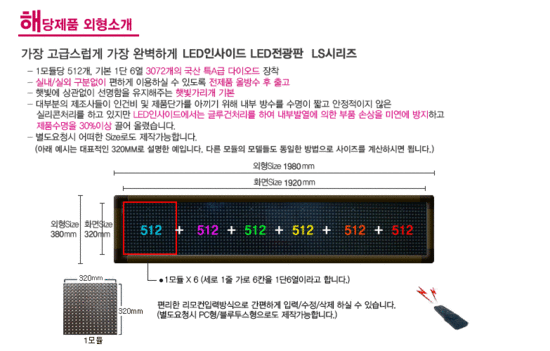 해당제품 외형소개
가장 고급스럽게 가장 완벽하게 LED인사이드 LED전광판 LS시리즈
- 1모듈당 512개, 기본 1단 6열 3072개의 국산 특A급 다이오드 장착
- 실내/실외 구분없이 편하게 이용하실 수 있도록 전제품 올방수 후 출고
- 햇빛에 상관없이 선명함을 유지해주는 햇빛가리개 기본
- 대부분의 제조사들이 인건비 및 제품단가를 아끼기 위해 내부 방수를 수명이 짧고 안정적이지 않은
실리콘처리를 하고 있지만 LED인사이드에서는 글루건처리를 하여 내부발열에 의한 부품 손상을 미연에 방지하고
제품수명을 30%이상 끌어 올렸습니다.
- 별도요청시 어떠한 Size로도 제작가능합니다.
(아래 예시는 대표적인 320MM로 설명한 예입니다. 다른 모듈의 모델들도 동일한 방법으로 사이즈를 계산하시면 됩니다.)
외형Size 1980mm
화면Size 1920mm
외형Size 380mm
화면Size 320mm
512 + 512 + 512 + 512 + 512 + 512
● 1모듈 X 6 (세로 1줄 가로 6칸을 1단6열이라고 합니다.)
320mm
320mm
1모듈
편리한 리모컨입력방식으로 간편하게 입력/수정/삭제 하실 수 있습니다.
(별도요청시 PC형/블루투스형으로도 제작가능합니다.)